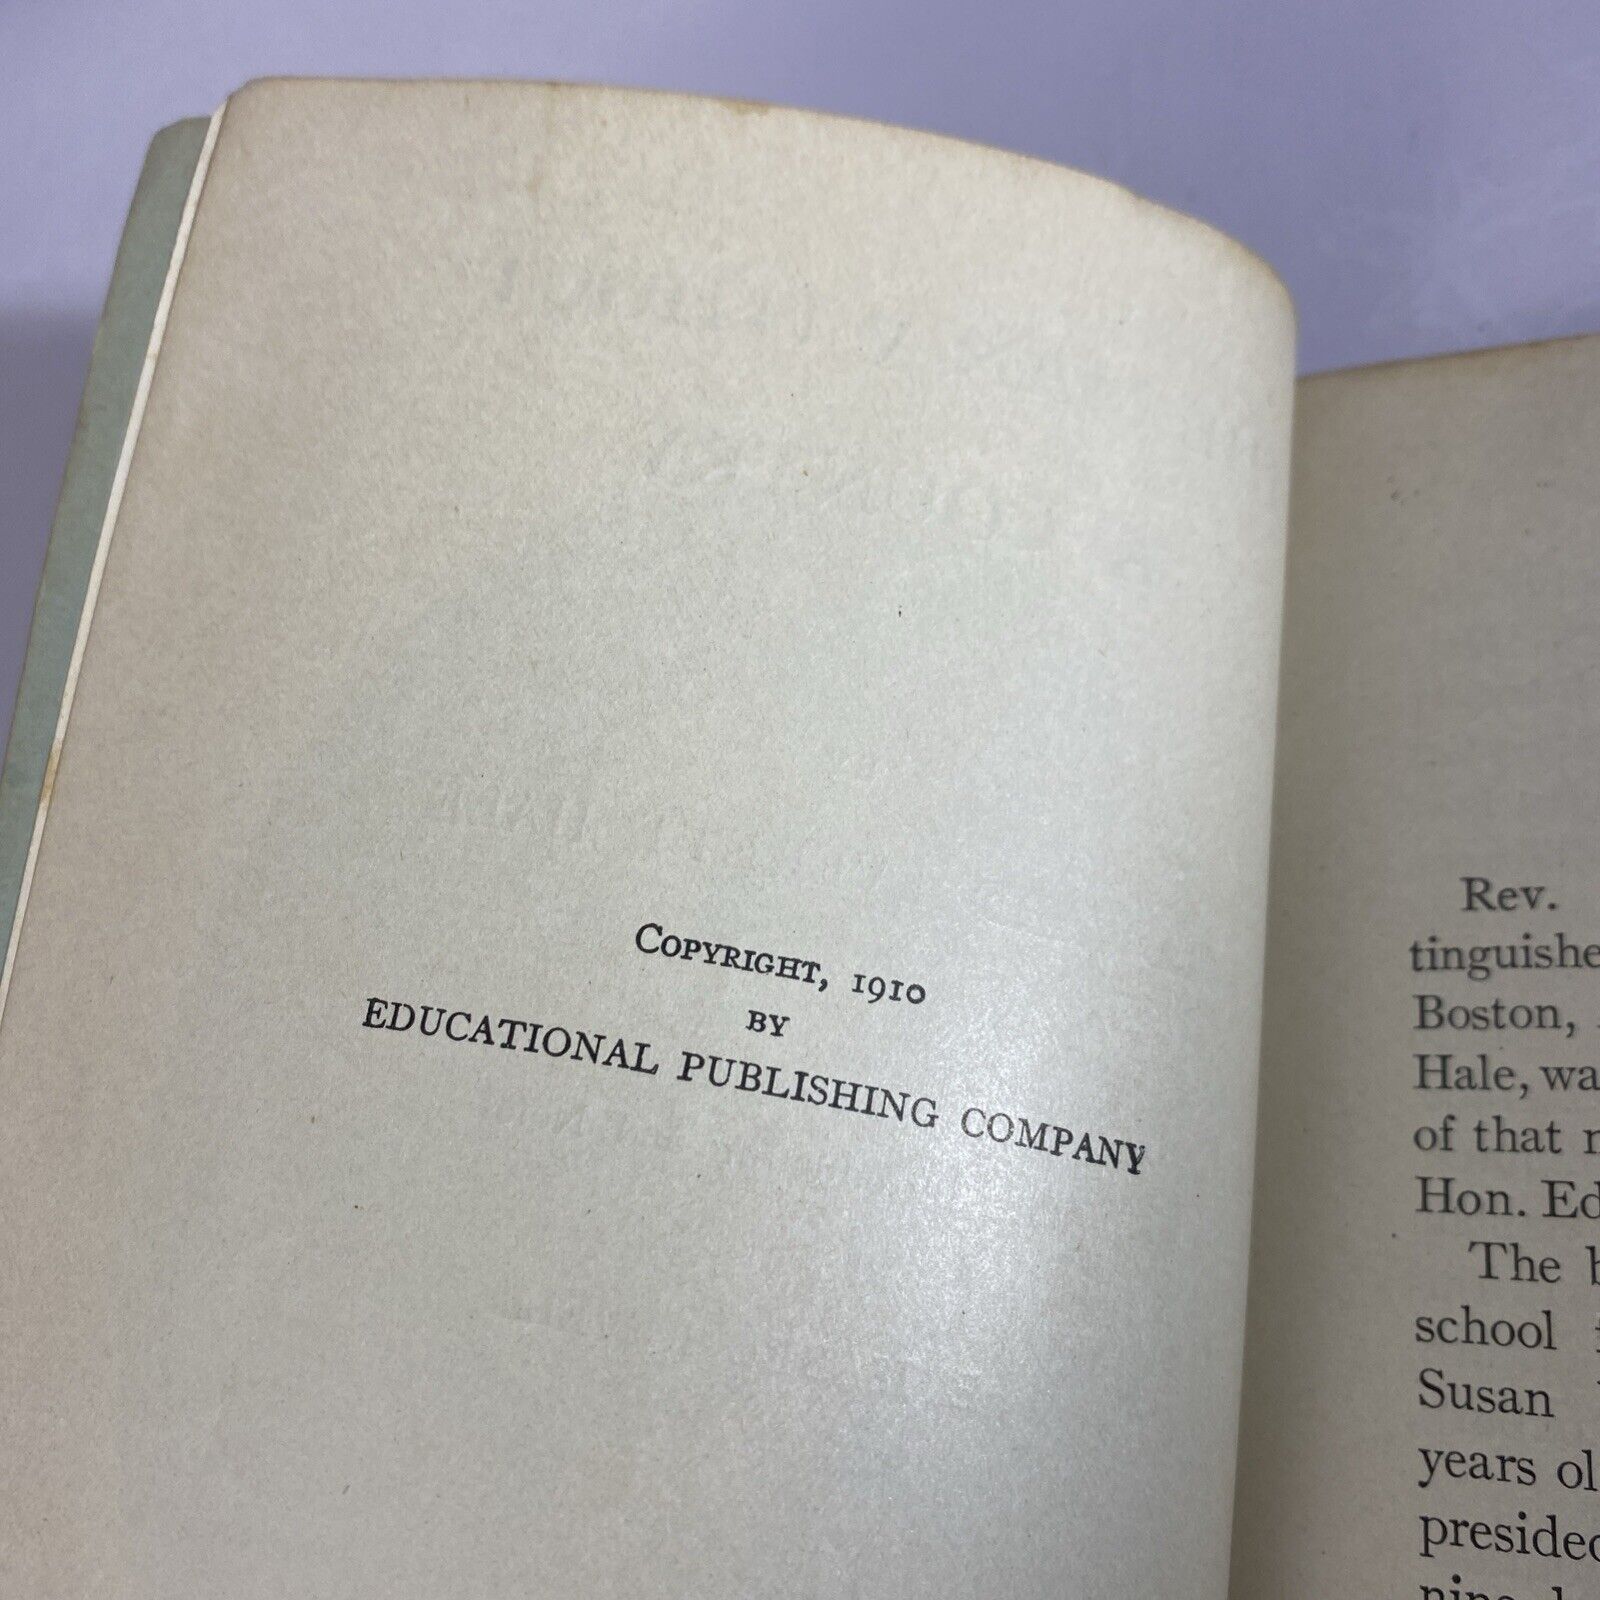 COPYRIGHT, 1910
BY
EDUCATIONAL PUBLISHING COMPANY
Rev.
tinguishe
Boston,
Hale, wa
of that
Hon. Ed
The
school
Susan
years ol
presided